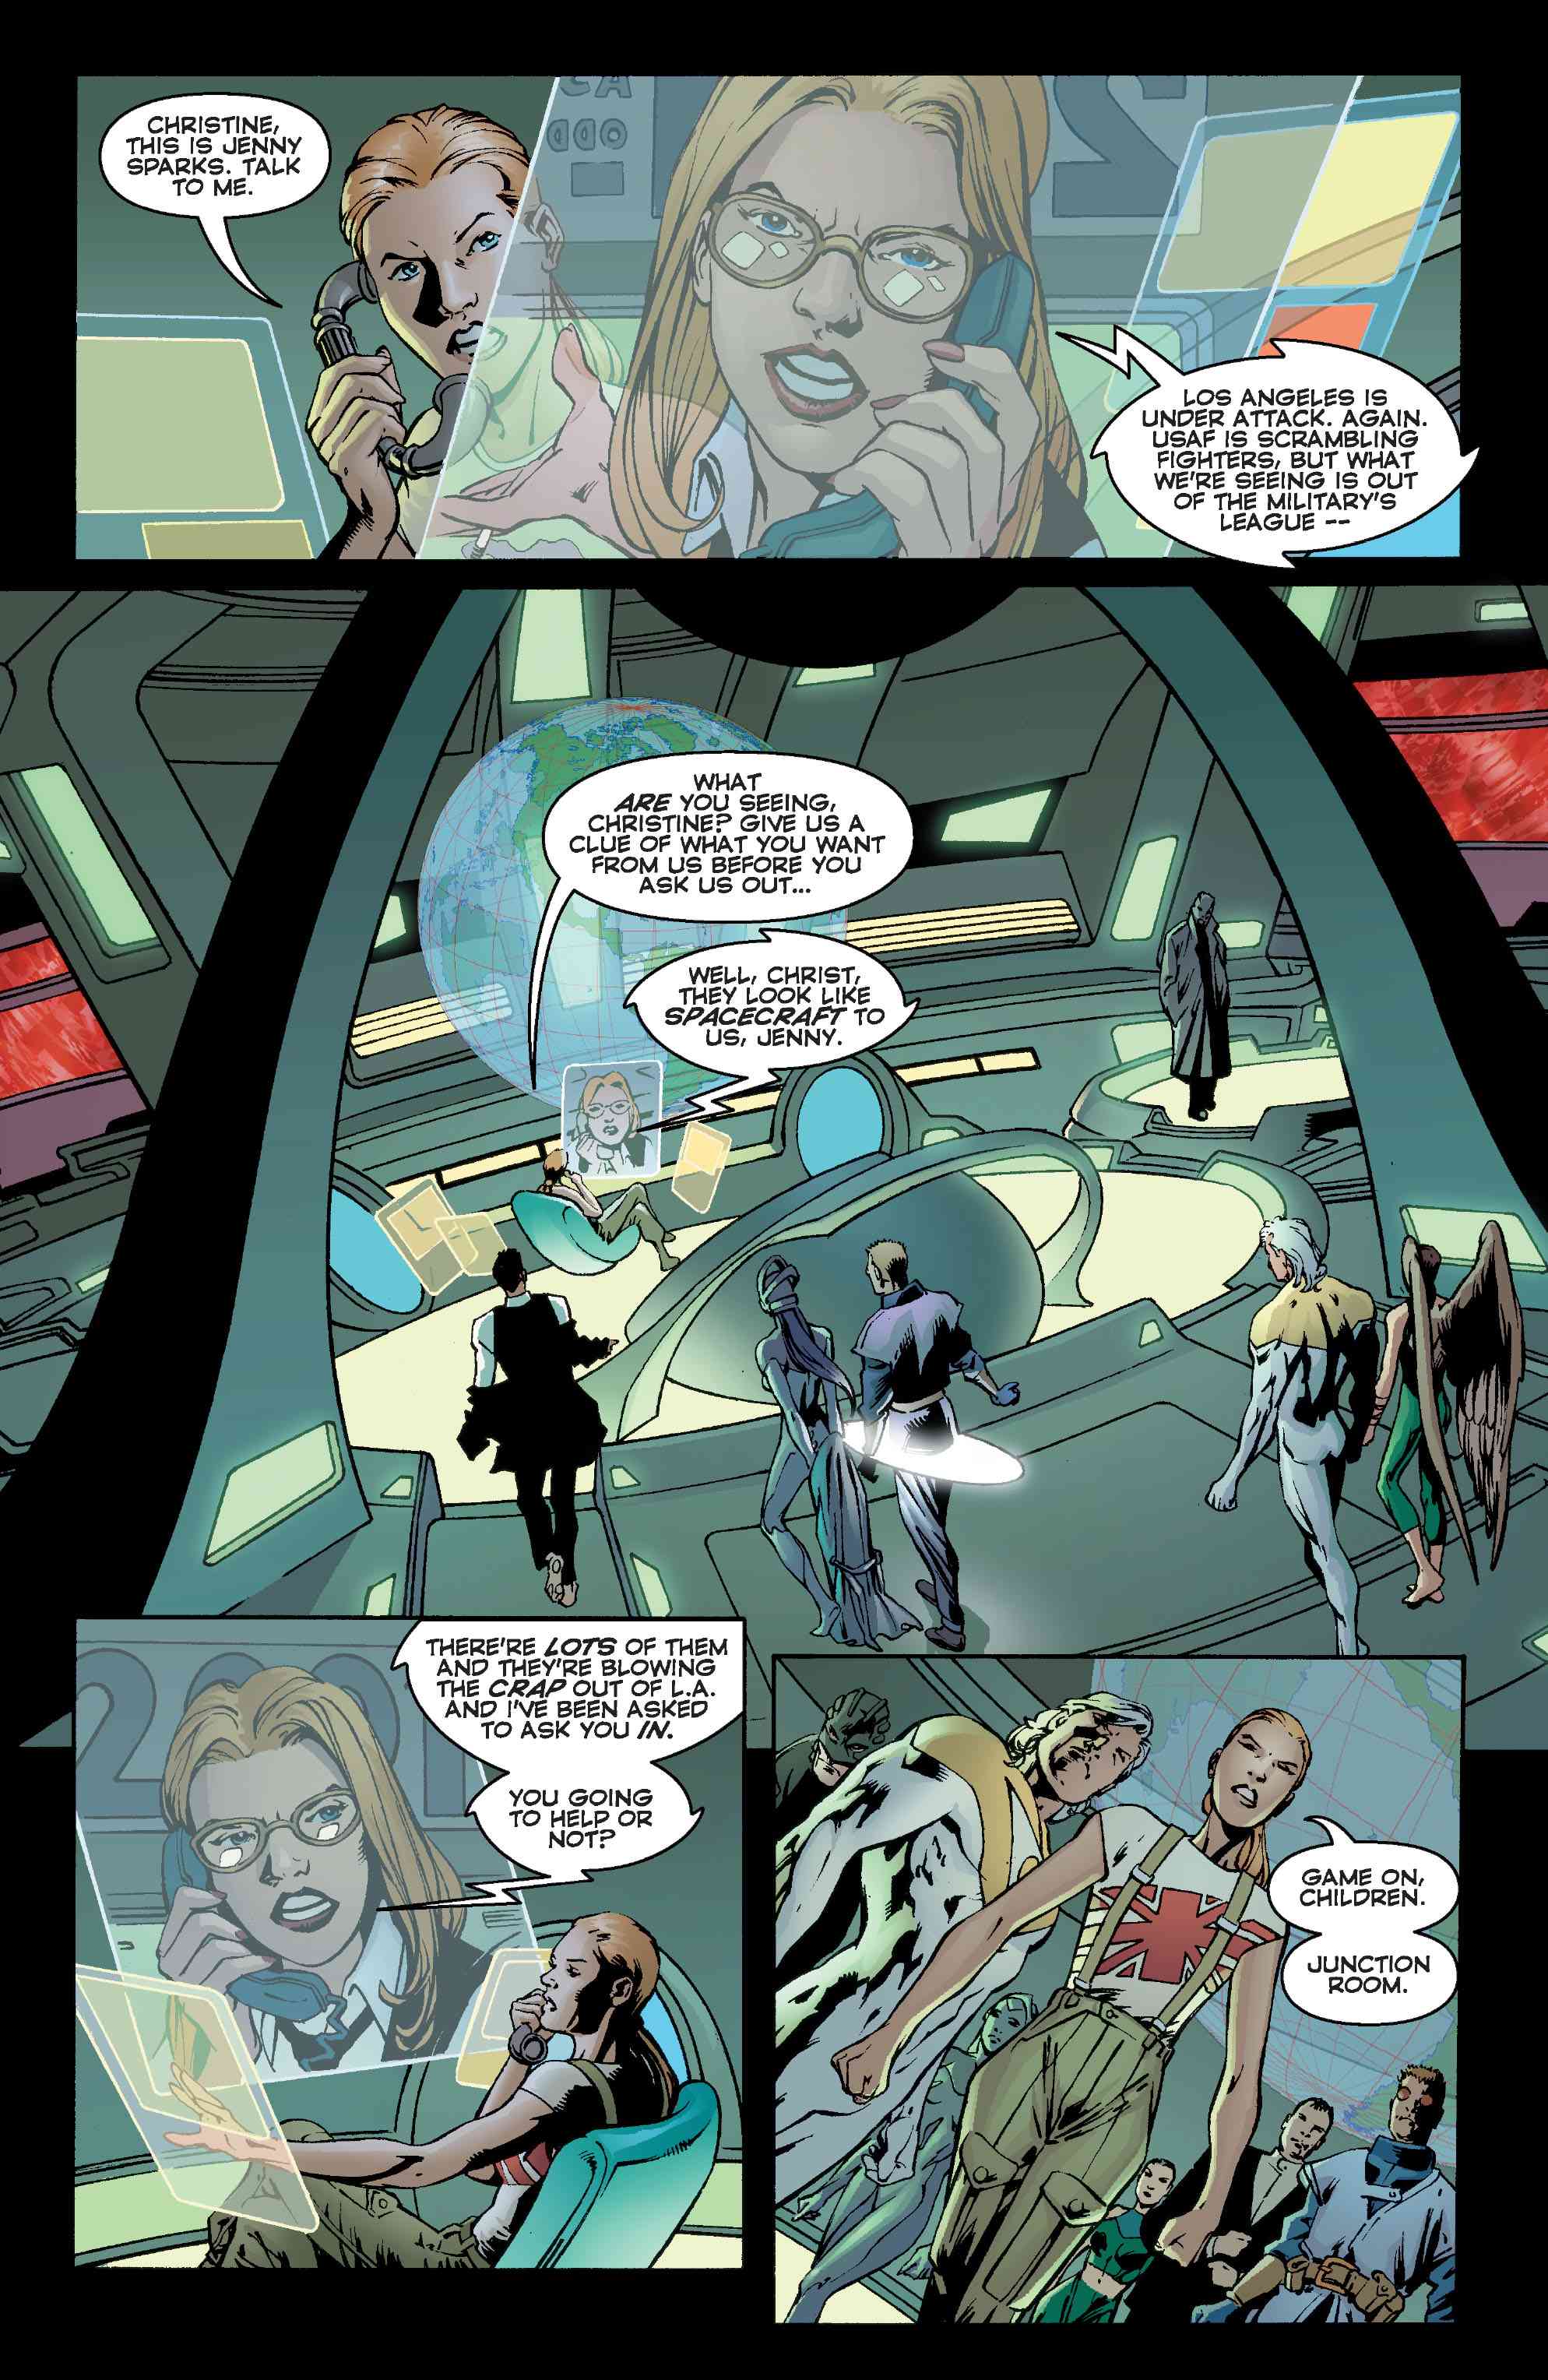 CHRISTINE,
THIS IS JENNY
SPARKS. TALK
TO ME.
LOS ANGELES IS
UNDER ATTACK. AGAIN.
USAF IS SCRAMBLING
FIGHTERS, BUT WHAT
WE'RE SEEING IS OUT
OF THE MILITARY'S
LEAGUE --
WHAT
ARE YOU SEEING,
CHRISTINE? GIVE US A
CLUE OF WHAT YOU WANT
FROM US BEFORE YOU
ASK US OUT...
WELL, CHRIST,
THEY LOOK LIKE
SPACECRAFT TO
US, JENNY.
THERE'RE LOTS OF THEM
AND THEY'RE BLOWING
THE CRAP OUT OF L.A.
AND I'VE BEEN ASKED
TO ASK YOU IN.
YOU GOING
TO HELP OR
NOT?
GAME ON,
CHILDREN.
JUNCTION
ROOM.